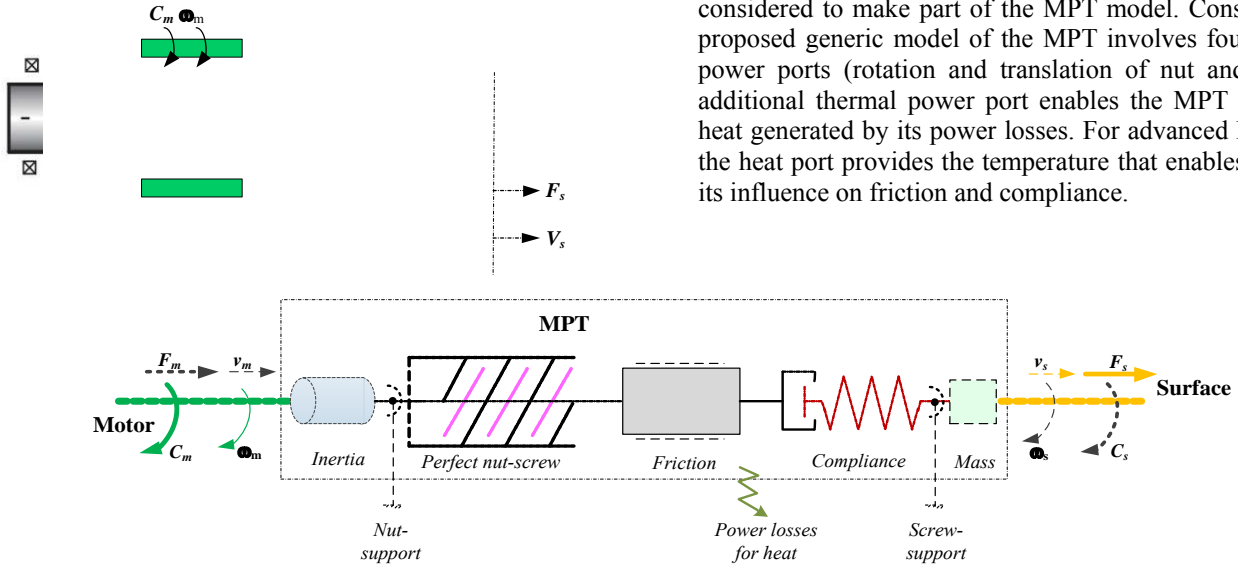 C_m ω_m
considered to make part of the MPT model. Cons
proposed generic model of the MPT involves fou
power ports (rotation and translation of nut and
additional thermal power port enables the MPT
heat generated by its power losses. For advanced
the heat port provides the temperature that enables
its influence on friction and compliance.
F_s
V_s
MPT
F_m v_m
v_s F_s
Surface
Motor
C_m ω_m
ω_s C_s
Inertia Perfect nut-screw Friction Compliance Mass
Nut-
support
Power losses
for heat
Screw-
support